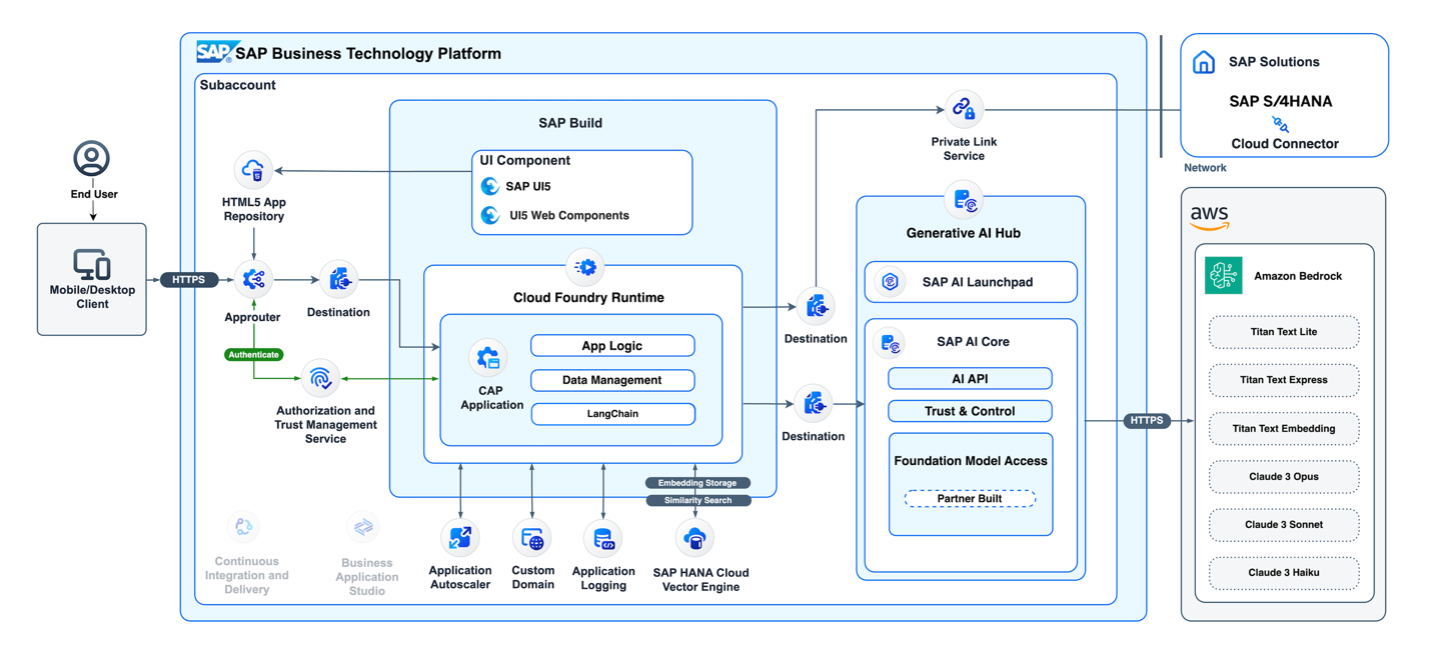 SAP
SAP Business Technology Platform
Subaccount
SAP Build
UI Component
SAP UI5
UI5 Web Components
End User
Mobile/Desktop
Client
HTTPS
HTML5 App
Repository
Approuter
Destination
Authenticate
Authorization and
Trust Management
Service
Cloud Foundry Runtime
CAP
Application
App Logic
Data Management
LangChain
Embedding Storage
Similarity Search
Application
Autoscaler
Custom
Domain
Application
Logging
SAP HANA Cloud
Vector Engine
Continuous
Integration and
Delivery
Business
Application
Studio
Destination
Destination
Private Link
Service
Generative AI Hub
SAP AI Launchpad
SAP AI Core
AI API
Trust & Control
Foundation Model Access
Partner Built
HTTPS
SAP Solutions
SAP S/4HANA
Cloud Connector
Network
aws
Amazon Bedrock
Titan Text Lite
Titan Text Express
Titan Text Embedding
Claude 3 Opus
Claude 3 Sonnet
Claude 3 Haiku